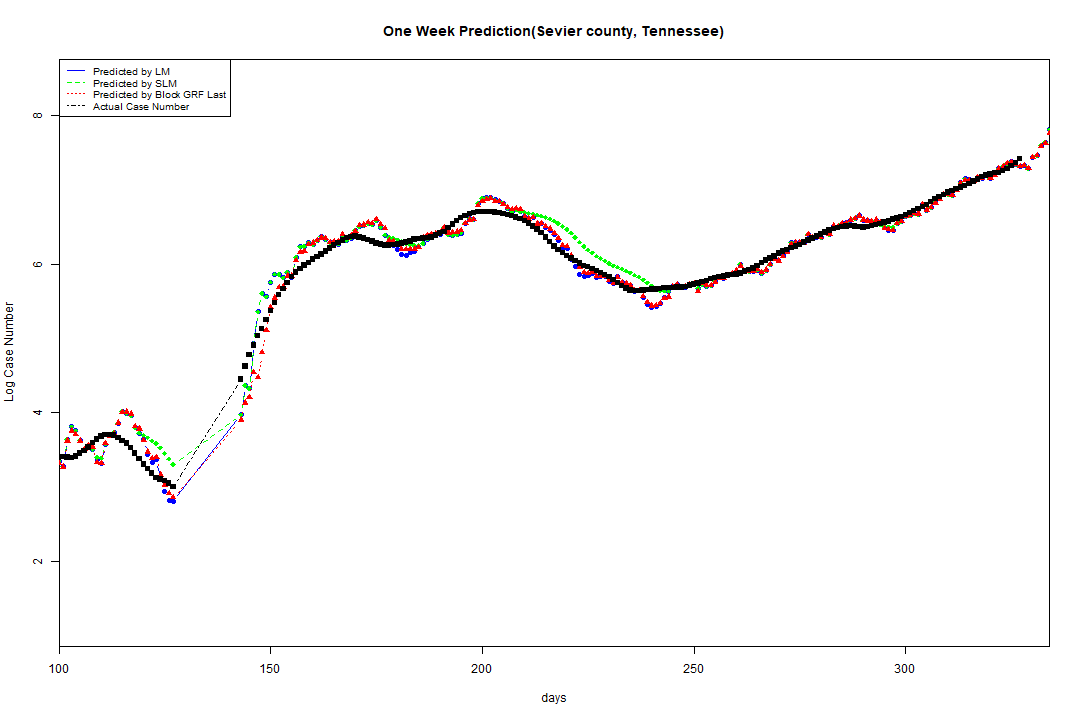 One Week Prediction(Sevier county, Tennessee)
Predicted by LM
Predicted by SLM
Predicted by Block GRF Last
Actual Case Number
8
6
4
2
Log Case Number
100 150 200 250 300
days